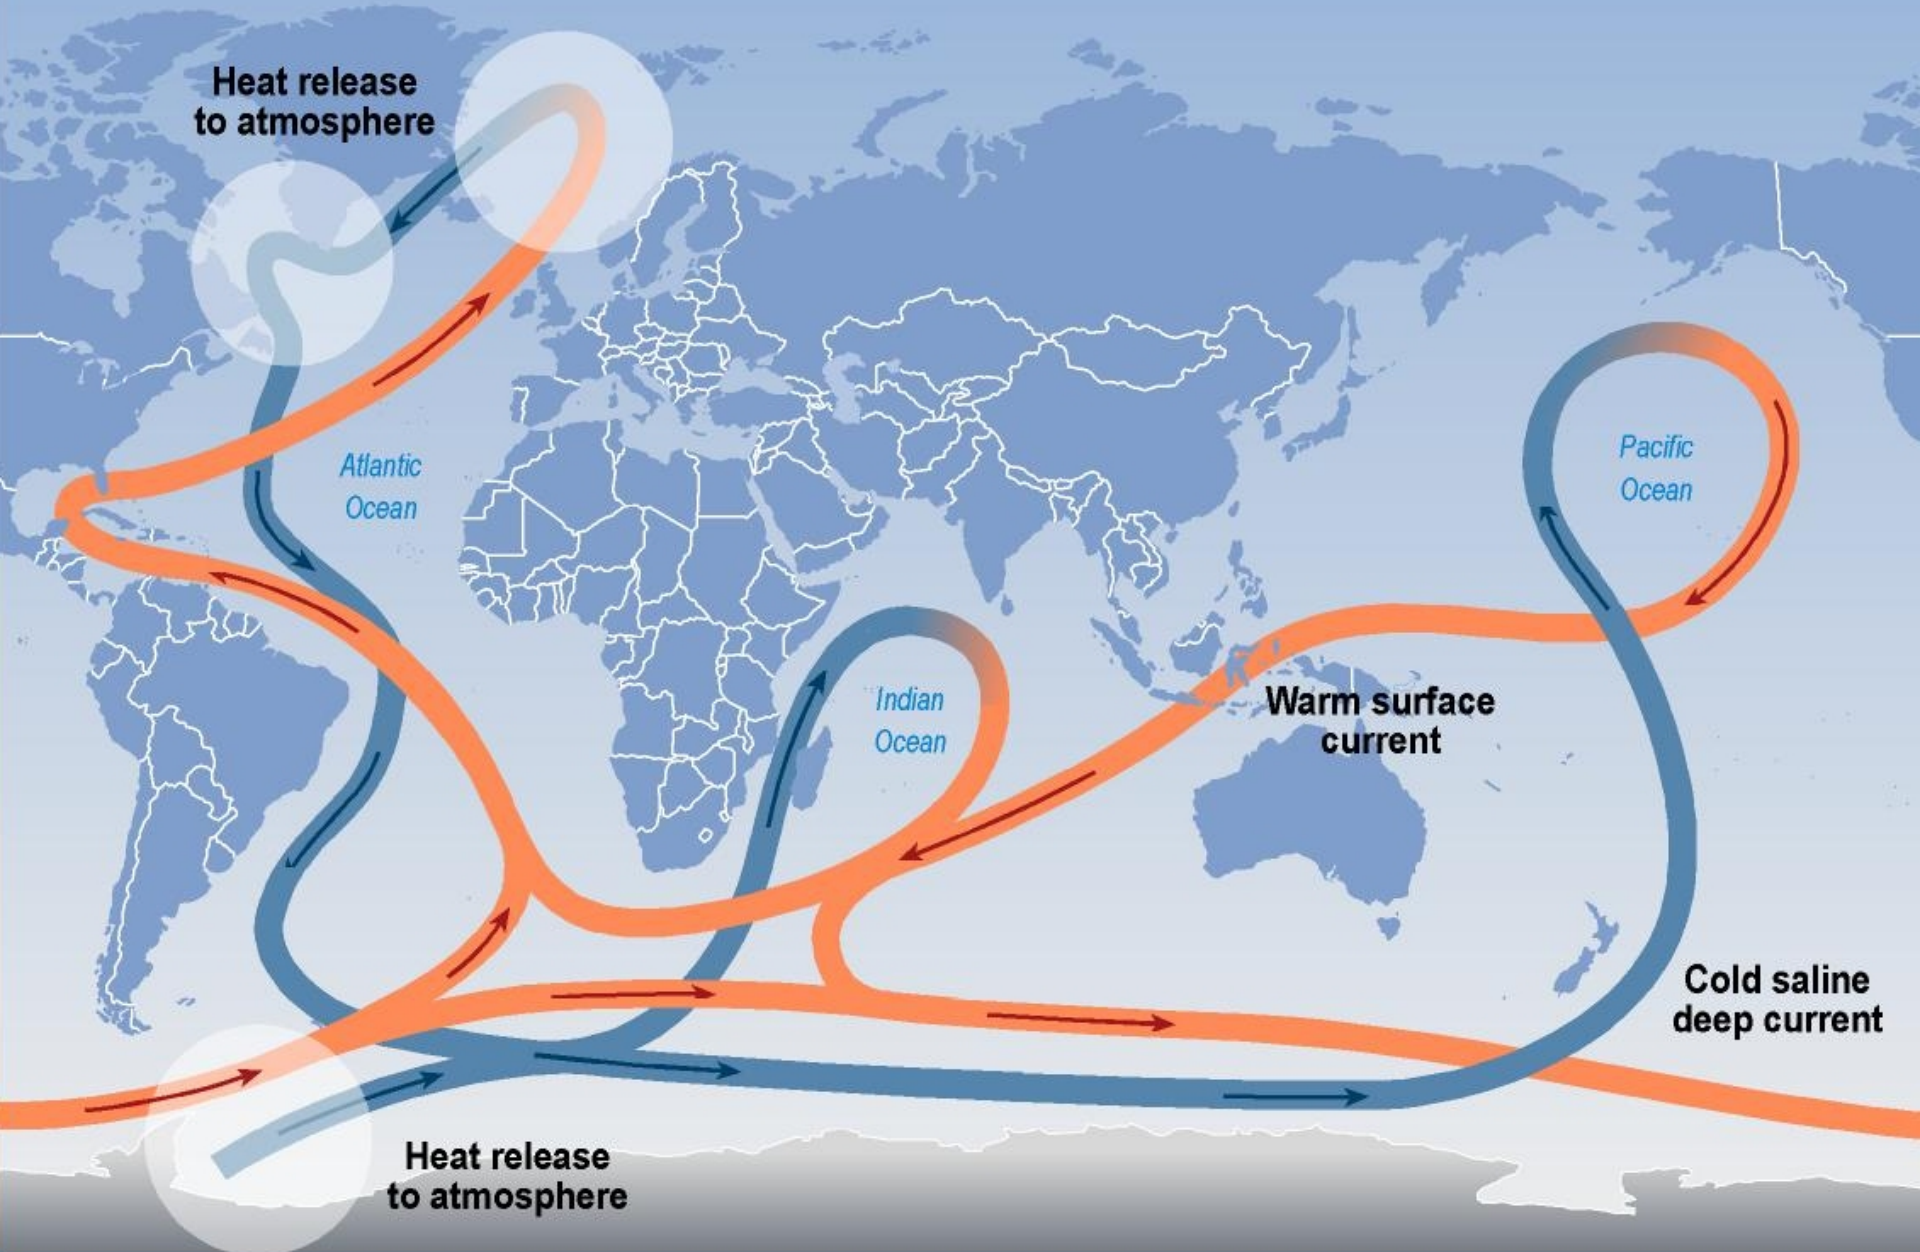 Heat release
to atmosphere
Atlantic
Ocean
Pacific
Ocean
Indian
Ocean
Warm surface
current
Cold saline
deep current
Heat release
to atmosphere